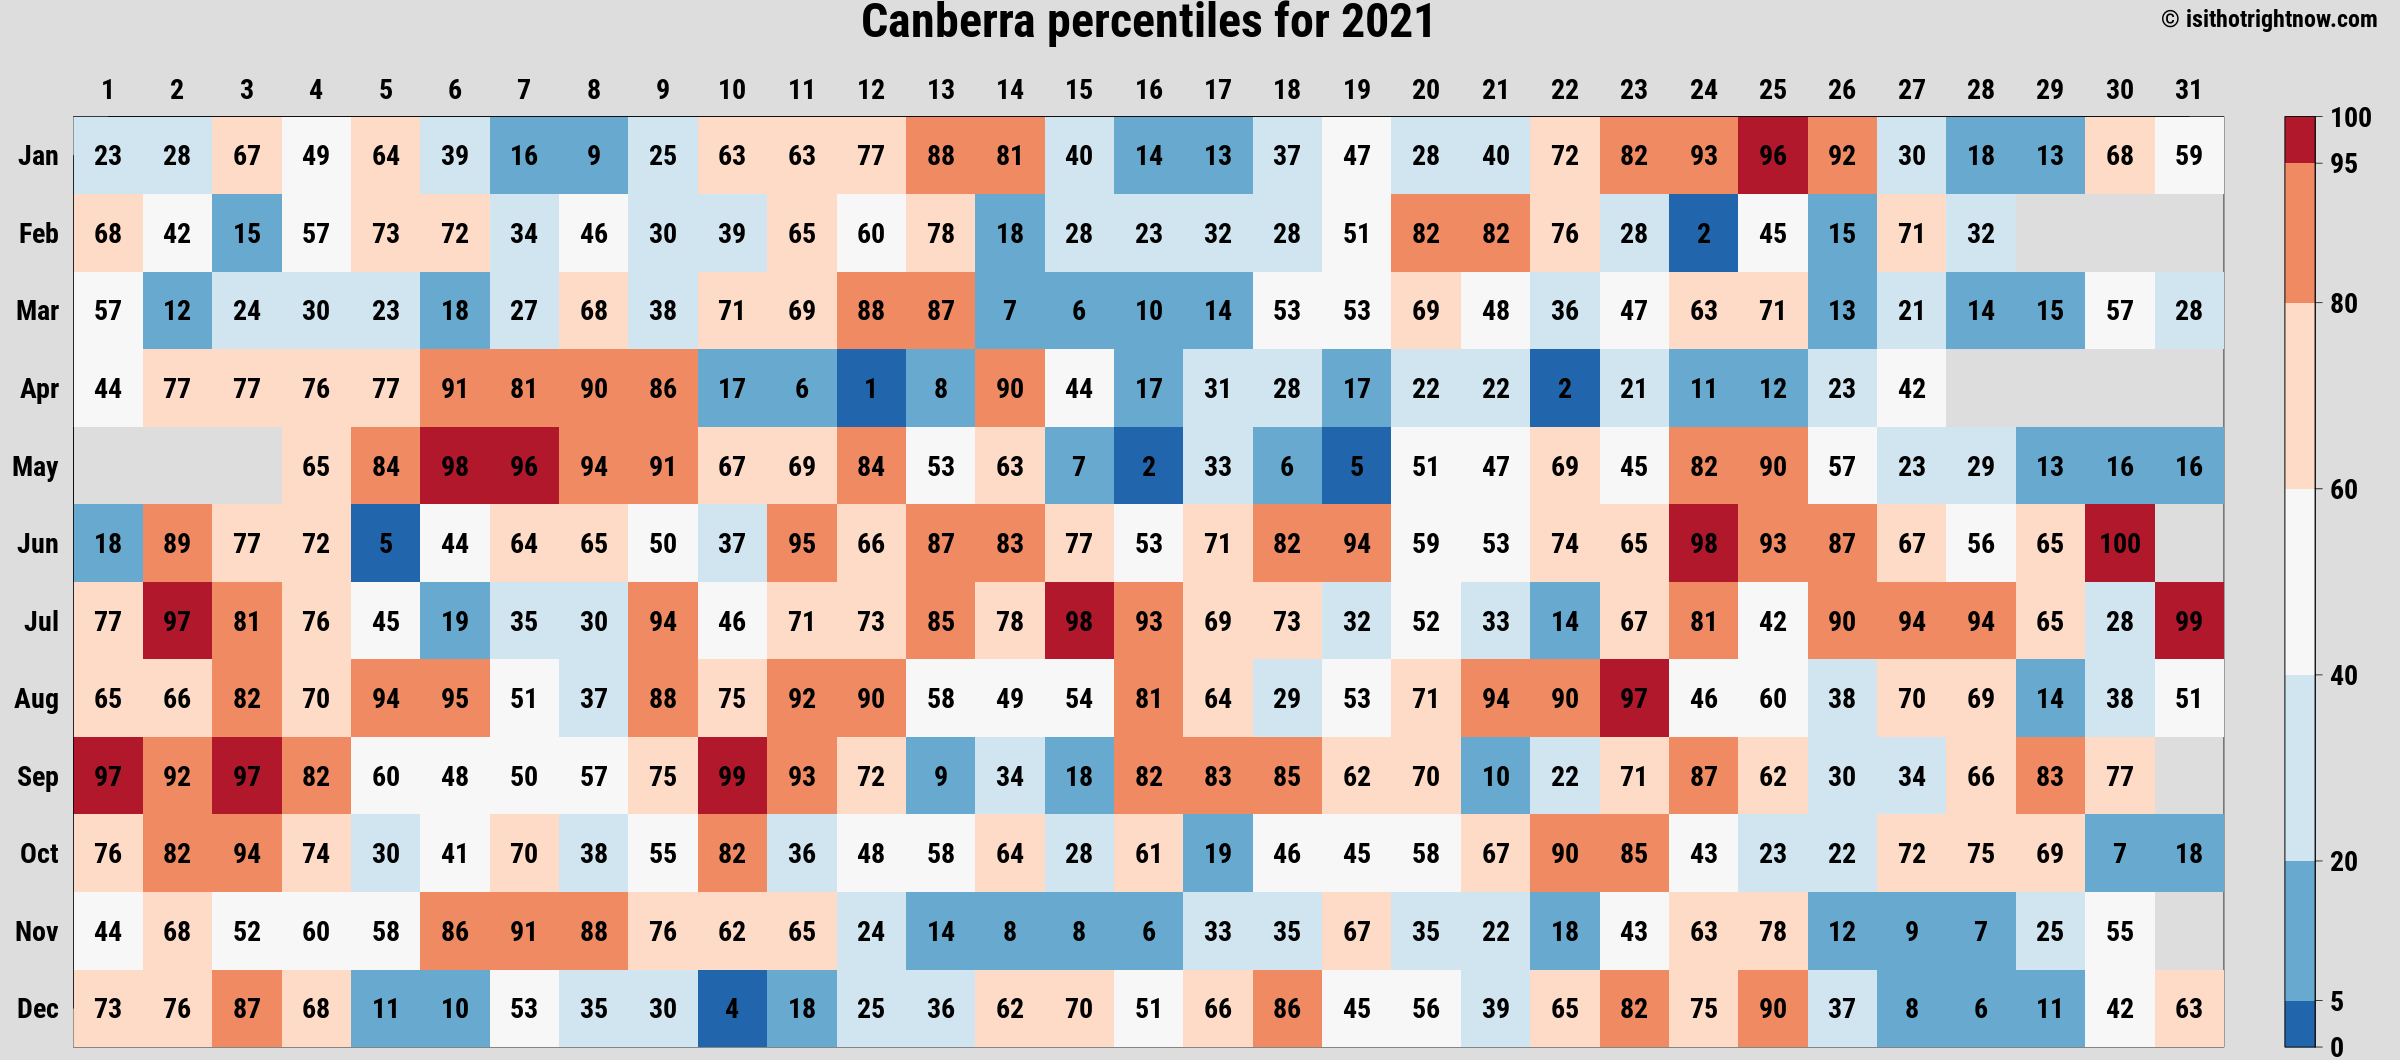 Canberra percentiles for 2021
© isithotrightnow.com
1 2 3 4 5 6 7 8 9 10 11 12 13 14 15 16 17 18 19 20 21 22 23 24 25 26 27 28 29 30 31
Jan 23 28 67 49 64 39 16 9 25 63 63 77 88 81 40 14 13 37 47 28 40 72 82 93 96 92 30 18 13 68 59
Feb 68 42 15 57 73 72 34 46 30 39 65 60 78 18 28 23 32 28 51 82 82 76 28 2 45 15 71 32
Mar 57 12 24 30 23 18 27 68 38 71 69 88 87 7 6 10 14 53 53 69 48 36 47 63 71 13 21 14 15 57 28
Apr 44 77 77 76 77 91 81 90 86 17 6 1 8 90 44 17 31 28 17 22 22 2 21 11 12 23 42
May 65 84 98 96 94 91 67 69 84 53 63 7 2 33 6 5 51 47 69 45 82 90 57 23 29 13 16 16
Jun 18 89 77 72 5 44 64 65 50 37 95 66 87 83 77 53 71 82 94 59 53 74 65 98 93 87 67 56 65 100
Jul 77 97 81 76 45 19 35 30 94 46 71 73 85 78 98 93 69 73 32 52 33 14 67 81 42 90 94 94 65 28 99
Aug 65 66 82 70 94 95 51 37 88 75 92 90 58 49 54 81 64 29 53 71 94 90 97 46 60 38 70 69 14 38 51
Sep 97 92 97 82 60 48 50 57 75 99 93 72 9 34 18 82 83 85 62 70 10 22 71 87 62 30 34 66 83 77
Oct 76 82 94 74 30 41 70 38 55 82 36 48 58 64 28 61 19 46 45 58 67 90 85 43 23 22 72 75 69 7 18
Nov 44 68 52 60 58 86 91 88 76 62 65 24 14 8 8 6 33 35 67 35 22 18 43 63 78 12 9 7 25 55
Dec 73 76 87 68 11 10 53 35 30 4 18 25 36 62 70 51 66 86 45 56 39 65 82 75 90 37 8 6 11 42 63
100
95
80
60
40
20
5
0